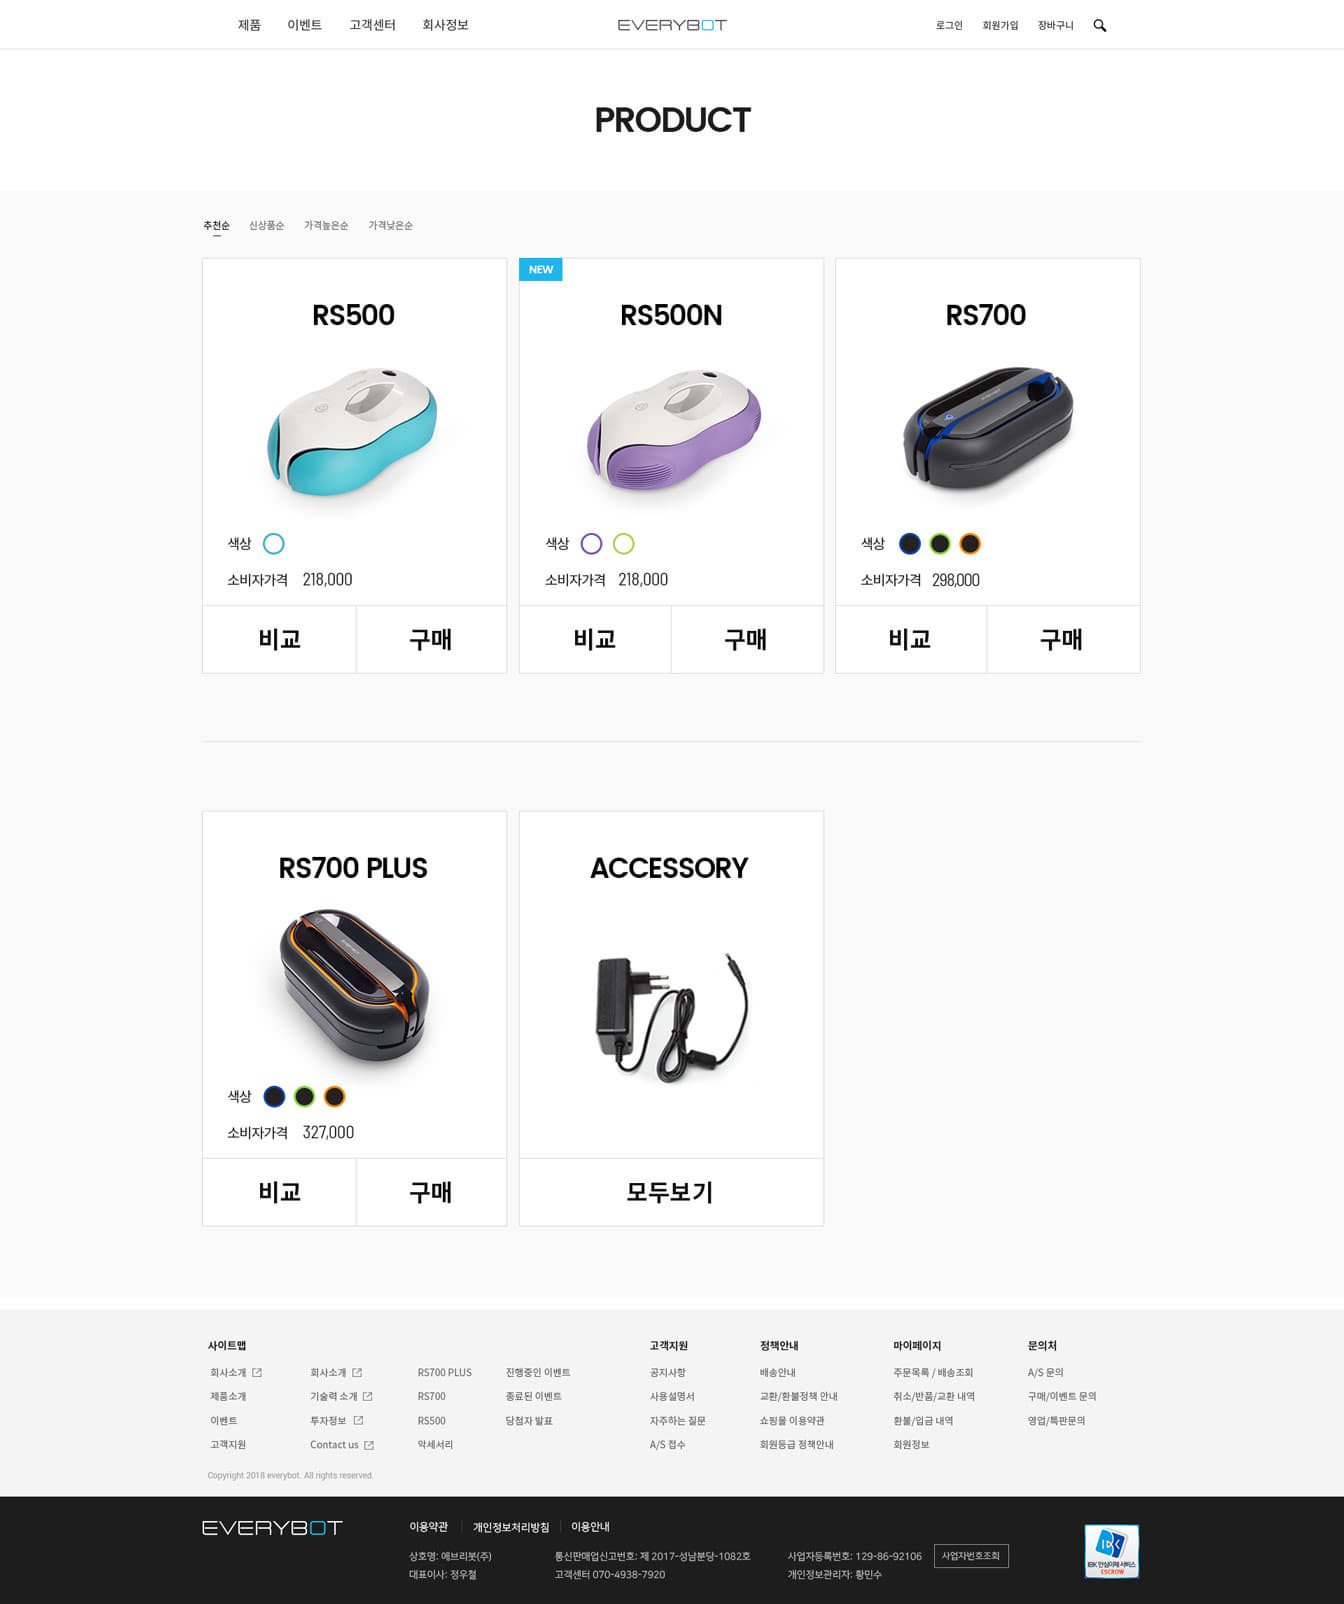 제품 이벤트 고객센터 회사정보 EVERYBOT 로그인 회원가입 장바구니
PRODUCT
추천순 신상품순 가격높은순 가격낮은순
RS500
색상
소비자가격 218,000
비교 구매
NEW
RS500N
색상
소비자가격 218,000
비교 구매
RS700
색상
소비자가격 298,000
비교 구매
RS700 PLUS
색상
소비자가격 327,000
비교 구매
ACCESSORY
모두보기
사이트맵 고객지원 정책안내 마이페이지 문의처
회사소개 회사소개 RS700 PLUS 진행중인 이벤트 공지사항 배송안내 주문목록 / 배송조회 A/S 문의
제품소개 기술력 소개 RS700 종료된 이벤트 사용설명서 교환/환불정책 안내 취소/반품/교환 내역 구매/이벤트 문의
이벤트 투자정보 RS500 당첨자 발표 자주하는 질문 쇼핑몰 이용약관 환불/입금 내역 영업/특판문의
고객지원 Contact us 악세서리 A/S 접수 회원등급 정책안내 회원정보
Copyright 2018 everybot. All rights reserved.
EVERYBOT 이용약관 개인정보처리방침 이용안내
상호명: 에브리봇(주) 통신판매업신고번호: 제 2017-성남분당-1082호 사업자등록번호: 129-86-92106 사업자번호조회
대표이사: 정우철 고객센터 070-4938-7920 개인정보관리자: 황민수
IBK 안심이체 서비스
ESCROW